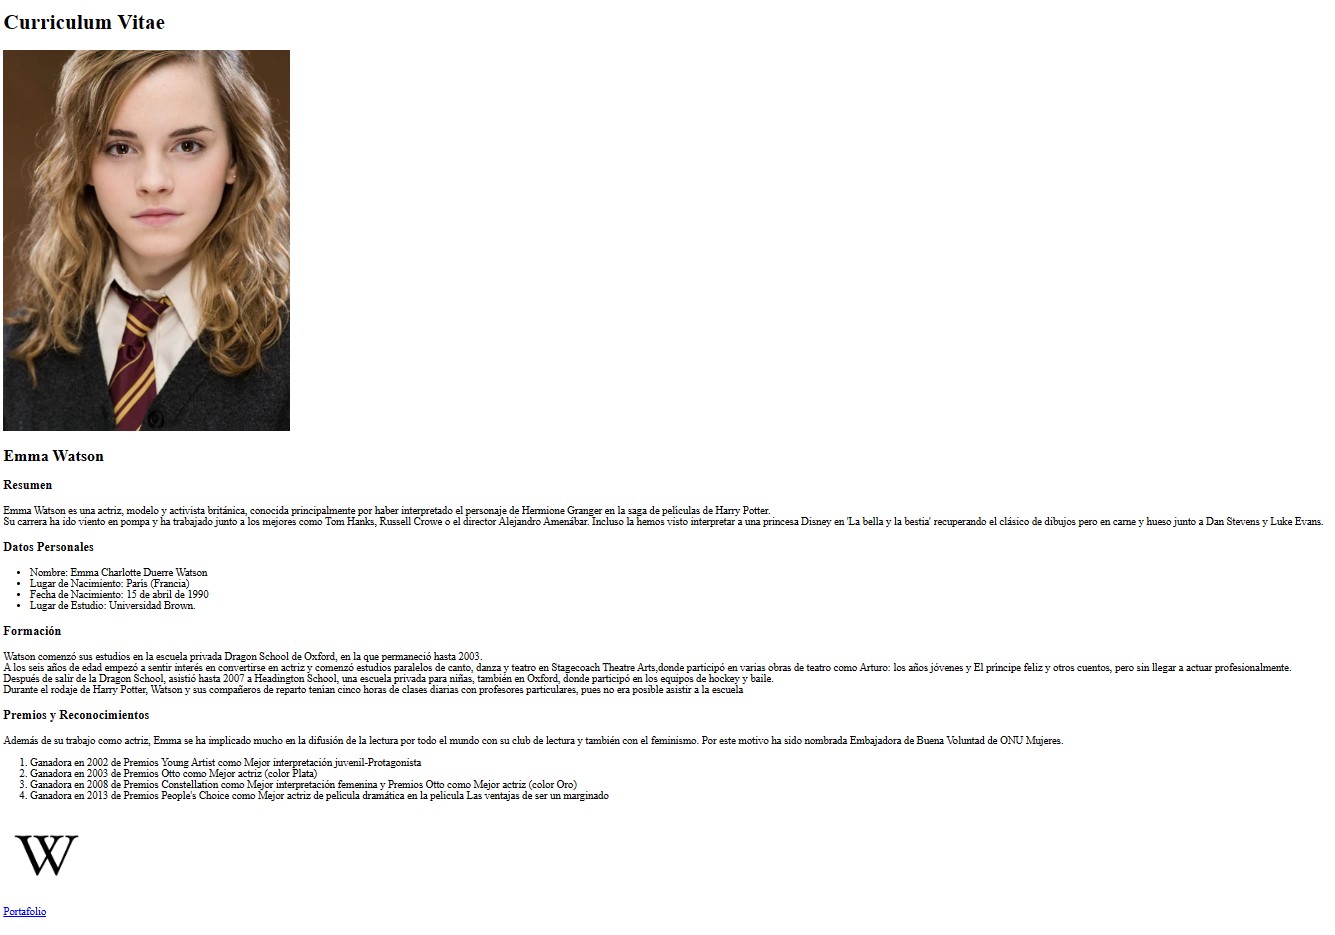 Curriculum Vitae
Emma Watson
Resumen
Emma Watson es una actriz, modelo y activista británica, conocida principalmente por haber interpretado el personaje de Hermione Granger en la saga de películas de Harry Potter.
Su carrera ha ido viento en pompa y ha trabajado junto a los mejores como Tom Hanks, Russell Crowe o el director Alejandro Amenábar. Incluso la hemos visto interpretar a una princesa Disney en 'La bella y la bestia' recuperando el clásico de dibujos pero en carne y hueso junto a Dan Stevens y Luke Evans.
Datos Personales
• Nombre: Emma Charlotte Duerre Watson
• Lugar de Nacimiento: París (Francia)
• Fecha de Nacimiento: 15 de abril de 1990
• Lugar de Estudio: Universidad Brown.
Formación
Watson comenzó sus estudios en la escuela privada Dragon School de Oxford, en la que permaneció hasta 2003.
A los seis años de edad empezó a sentir interés en convertirse en actriz y comenzó estudios paralelos de canto, danza y teatro en Stagecoach Theatre Arts,donde participó en varias obras de teatro como Arturo: los años jóvenes y El príncipe feliz y otros cuentos, pero sin llegar a actuar profesionalmente.
Después de salir de la Dragon School, asistió hasta 2007 a Headington School, una escuela privada para niñas, también en Oxford, donde participó en los equipos de hockey y baile.
Durante el rodaje de Harry Potter, Watson y sus compañeros de reparto tenían cinco horas de clases diarias con profesores particulares, pues no era posible asistir a la escuela
Premios y Reconocimientos
Además de su trabajo como actriz, Emma se ha implicado mucho en la difusión de la lectura por todo el mundo con su club de lectura y también con el feminismo. Por este motivo ha sido nombrada Embajadora de Buena Voluntad de ONU Mujeres.
1. Ganadora en 2002 de Premios Young Artist como Mejor interpretación juvenil-Protagonista
2. Ganadora en 2003 de Premios Otto como Mejor actriz (color Plata)
3. Ganadora en 2008 de Premios Constellation como Mejor interpretación femenina y Premios Otto como Mejor actriz (color Oro)
4. Ganadora en 2013 de Premios People's Choice como Mejor actriz de película dramática en la película Las ventajas de ser un marginado
W
Portafolio